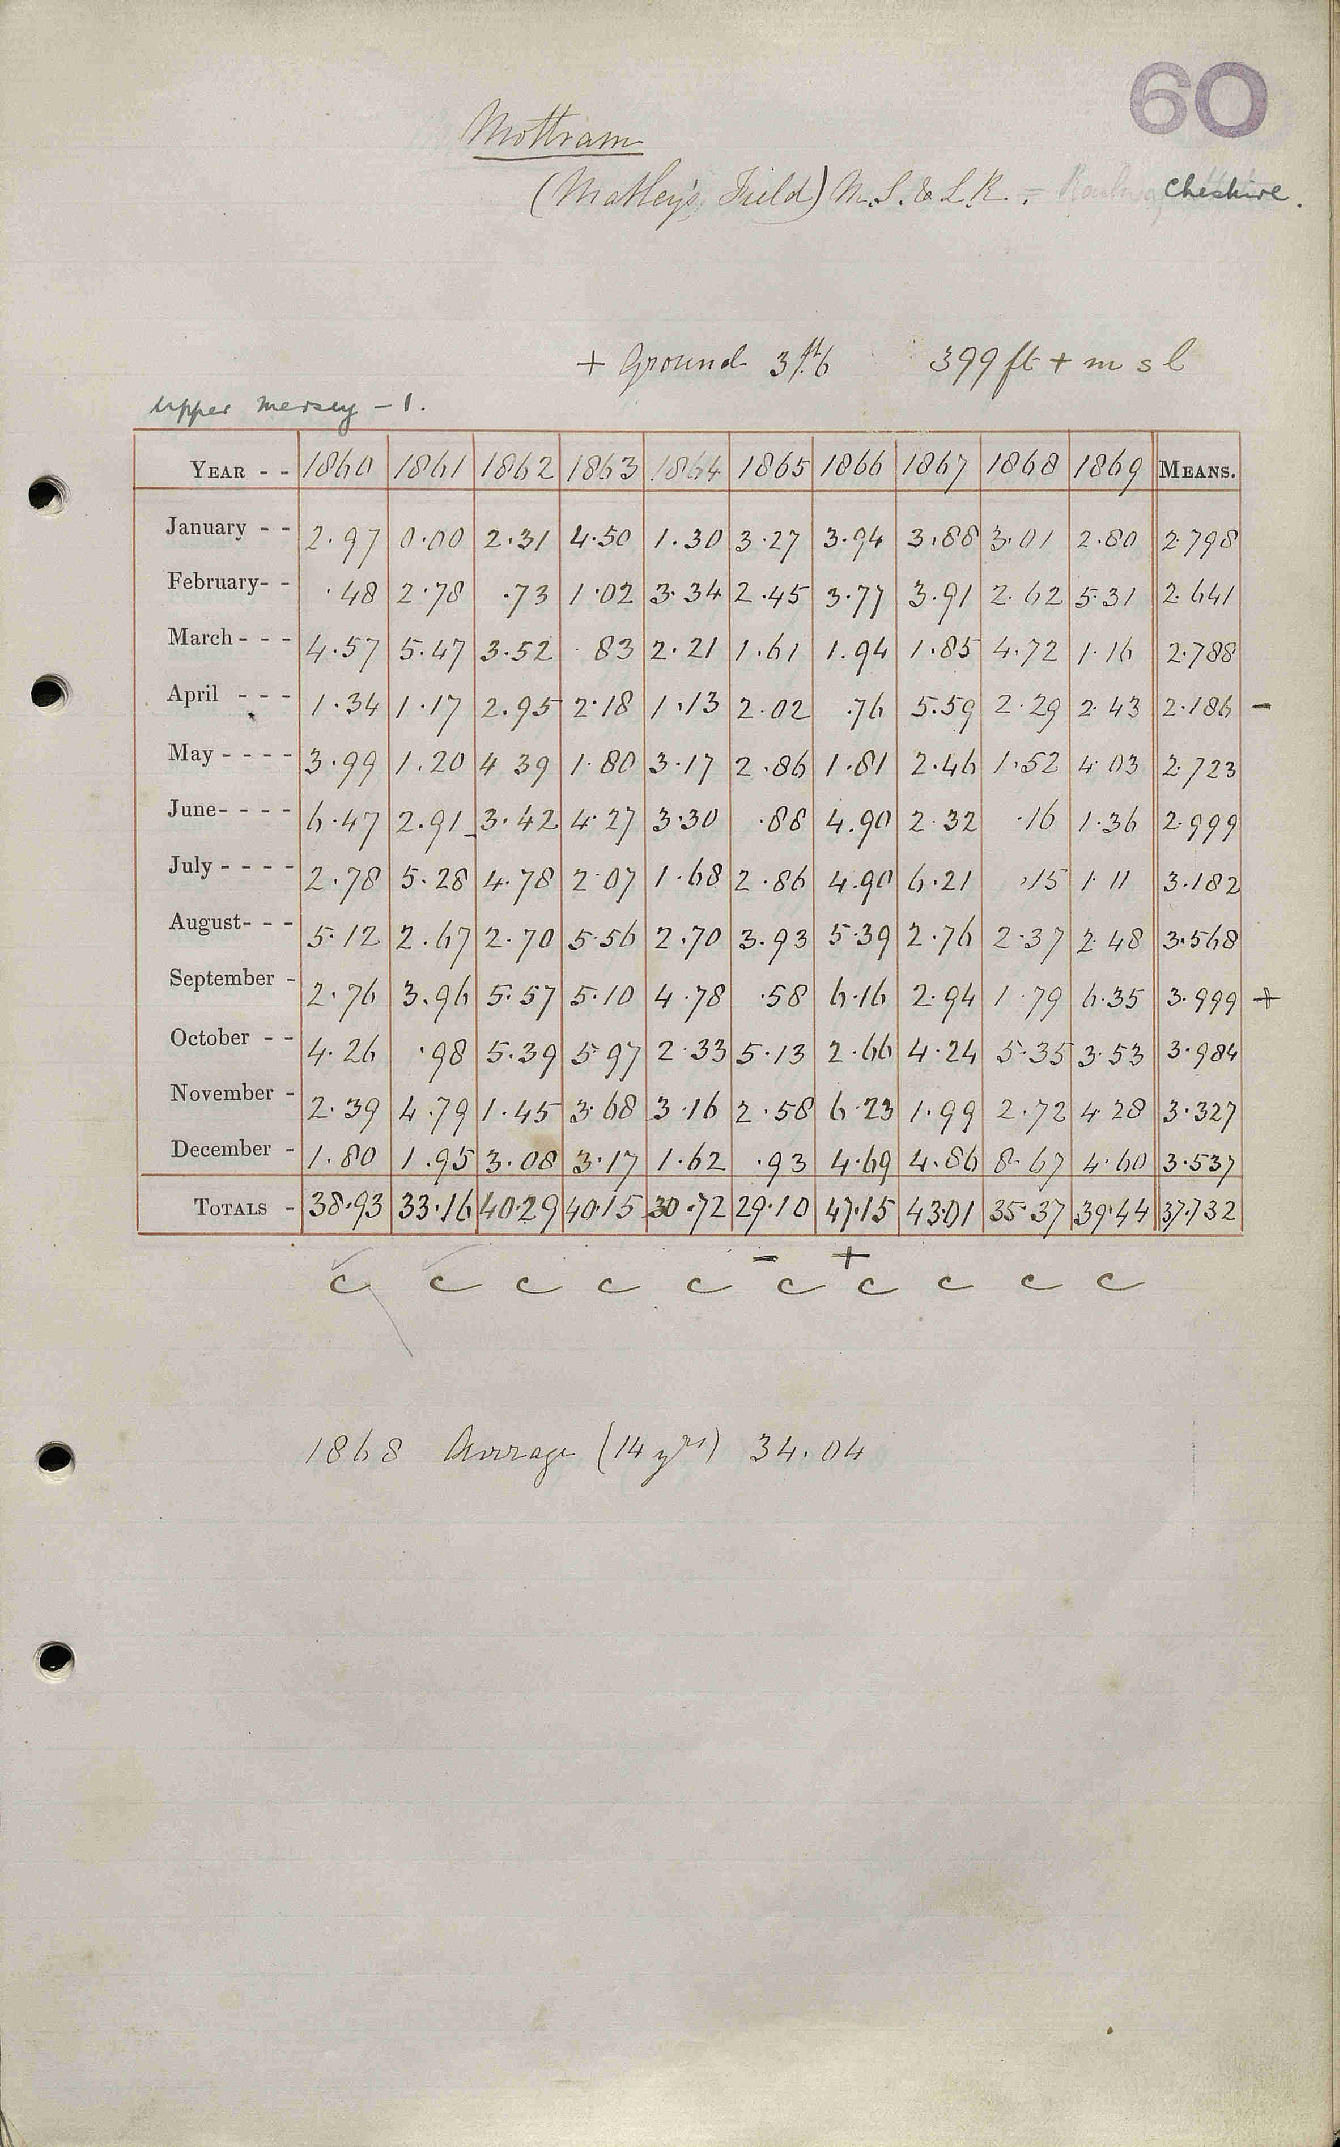 60
Mottram
(Matley's Field) M.S. & L.R. = Cheshire.
+ Ground 3ft6 399 ft + m s l
Upper Mersey - 1.
YEAR - - 1860 1861 1862 1863 1864 1865 1866 1867 1868 1869 MEANS.
January - - 2.97 0.00 2.31 4.50 1.30 3.27 3.94 3.88 3.01 2.80 2.798
February- - .48 2.78 .73 1.02 3.34 2.45 3.77 3.91 2.62 5.31 2.641
March - - - 4.57 5.47 3.52 .83 2.21 1.61 1.94 1.85 4.72 1.16 2.788
April - - - 1.34 1.17 2.95 2.18 1.13 2.02 .76 5.59 2.29 2.43 2.186 -
May - - - - 3.99 1.20 4 39 1.80 3.17 2.86 1.81 2.46 1.52 4.03 2.723
June- - - - 6.47 2.91 3.42 4.27 3.30 .88 4.90 2.32 .16 1.36 2.999
July - - - - 2.78 5.28 4.78 2.07 1.68 2.86 4.90 6.21 .15 1.11 3.182
August- - - 5.12 2.67 2.70 5.56 2.70 3.93 5.39 2.76 2.37 2.48 3.568
September - 2.76 3.96 5.57 5.10 4.78 .58 6.16 2.94 1.79 6.35 3.999 +
October - - 4.26 .98 5.39 5.97 2.33 5.13 2.66 4.24 5.35 3.53 3.984
November - 2.39 4.79 1.45 3.68 3.16 2.58 6.23 1.99 2.72 4.28 3.327
December - 1.80 1.95 3.08 3.17 1.62 .93 4.69 4.86 8.67 4.60 3.537
TOTALS - 38.93 33.16 40.29 40.15 30.72 29.10 47.15 43.01 35.37 39.44 37.732
- +
c c c c c c c c c c
1868 Average (14 yrs) 34.04